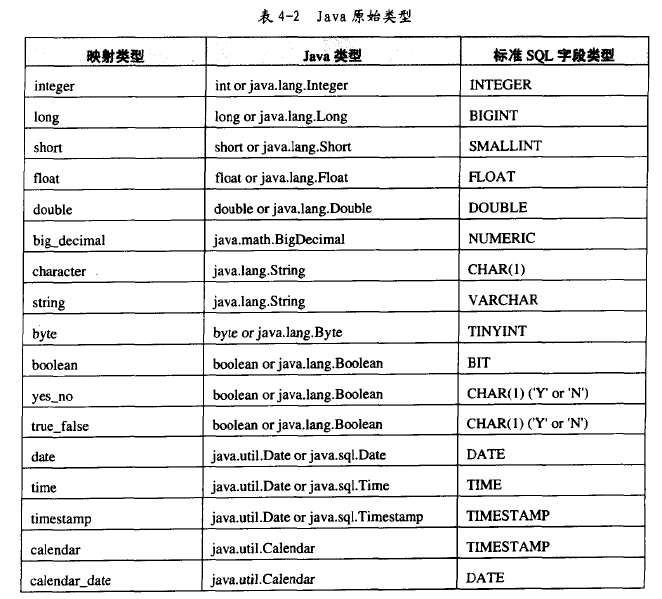 表 4-2 Java 原始类型
映射类型 Java 类型 标准 SQL 字段类型
integer int or java.lang.Integer INTEGER
long long or java.lang.Long BIGINT
short short or java.lang.Short SMALLINT
float float or java.lang.Float FLOAT
double double or java.lang.Double DOUBLE
big_decimal java.math.BigDecimal NUMERIC
character java.lang.String CHAR(1)
string java.lang.String VARCHAR
byte byte or java.lang.Byte TINYINT
boolean boolean or java.lang.Boolean BIT
yes_no boolean or java.lang.Boolean CHAR(1) ('Y' or 'N')
true_false boolean or java.lang.Boolean CHAR(1) ('Y' or 'N')
date java.util.Date or java.sql.Date DATE
time java.util.Date or java.sql.Time TIME
timestamp java.util.Date or java.sql.Timestamp TIMESTAMP
calendar java.util.Calendar TIMESTAMP
calendar_date java.util.Calendar DATE